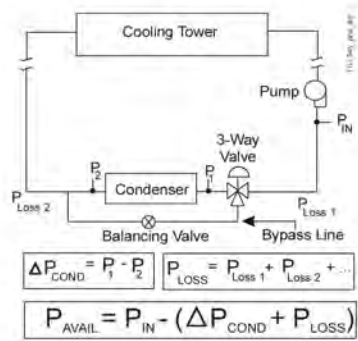 Cooling Tower
Pump
P_IN
3-Way
Valve
P_2
P_1
Condenser
P_Loss 2
P_Loss 1
Balancing Valve
Bypass Line
ΔP_COND = P_1 - P_2
P_LOSS = P_Loss 1 + P_Loss 2 + ...
P_AVAIL = P_IN - (ΔP_COND + P_LOSS)